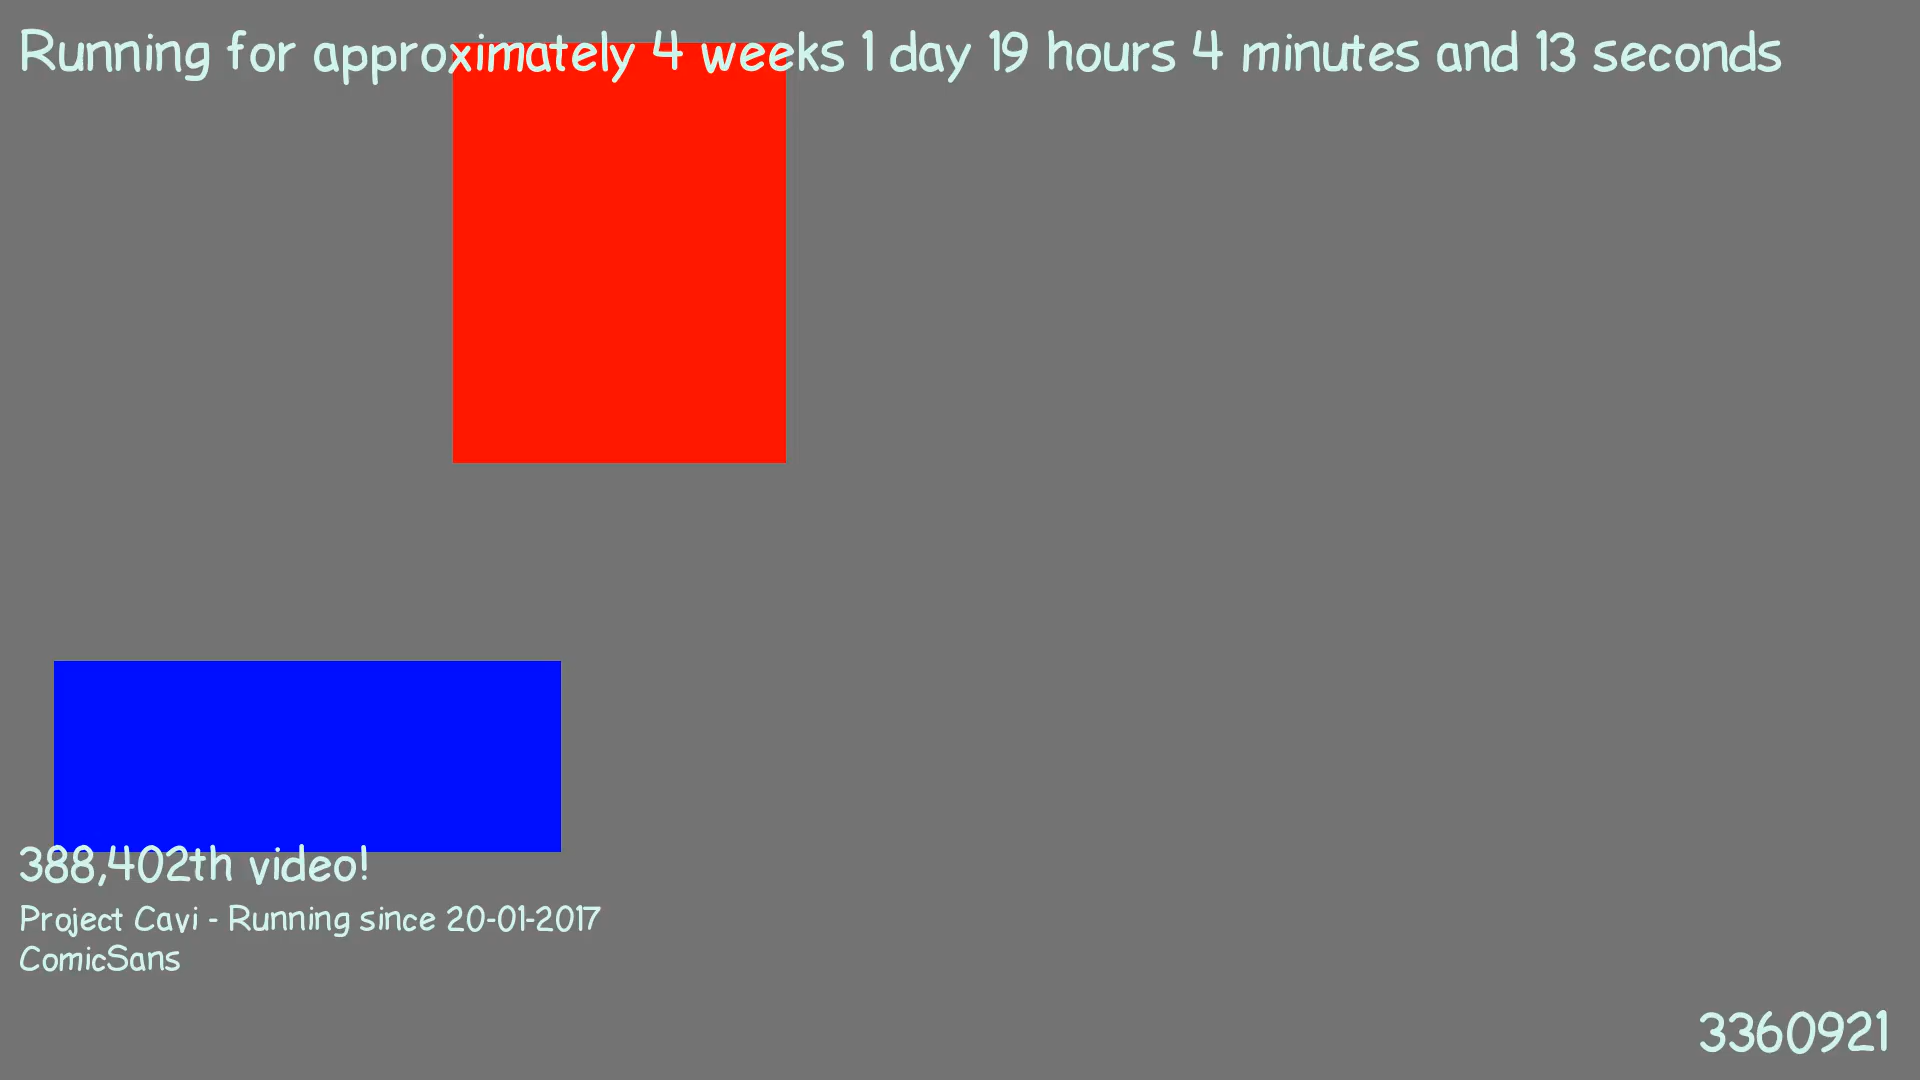 Running for approximately 4 weeks 1 day 19 hours 4 minutes and 13 seconds
388,402th video!
Project Cavi - Running since 20-01-2017
ComicSans
3360921